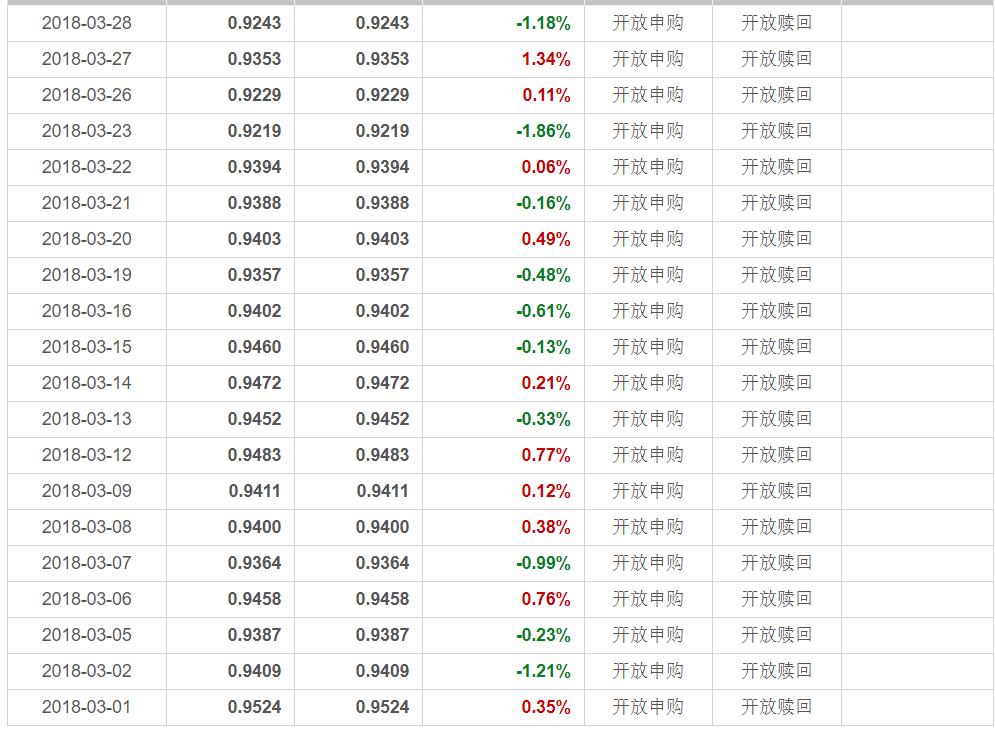 2018-03-28 0.9243 0.9243 -1.18% 开放申购 开放赎回
2018-03-27 0.9353 0.9353 1.34% 开放申购 开放赎回
2018-03-26 0.9229 0.9229 0.11% 开放申购 开放赎回
2018-03-23 0.9219 0.9219 -1.86% 开放申购 开放赎回
2018-03-22 0.9394 0.9394 0.06% 开放申购 开放赎回
2018-03-21 0.9388 0.9388 -0.16% 开放申购 开放赎回
2018-03-20 0.9403 0.9403 0.49% 开放申购 开放赎回
2018-03-19 0.9357 0.9357 -0.48% 开放申购 开放赎回
2018-03-16 0.9402 0.9402 -0.61% 开放申购 开放赎回
2018-03-15 0.9460 0.9460 -0.13% 开放申购 开放赎回
2018-03-14 0.9472 0.9472 0.21% 开放申购 开放赎回
2018-03-13 0.9452 0.9452 -0.33% 开放申购 开放赎回
2018-03-12 0.9483 0.9483 0.77% 开放申购 开放赎回
2018-03-09 0.9411 0.9411 0.12% 开放申购 开放赎回
2018-03-08 0.9400 0.9400 0.38% 开放申购 开放赎回
2018-03-07 0.9364 0.9364 -0.99% 开放申购 开放赎回
2018-03-06 0.9458 0.9458 0.76% 开放申购 开放赎回
2018-03-05 0.9387 0.9387 -0.23% 开放申购 开放赎回
2018-03-02 0.9409 0.9409 -1.21% 开放申购 开放赎回
2018-03-01 0.9524 0.9524 0.35% 开放申购 开放赎回